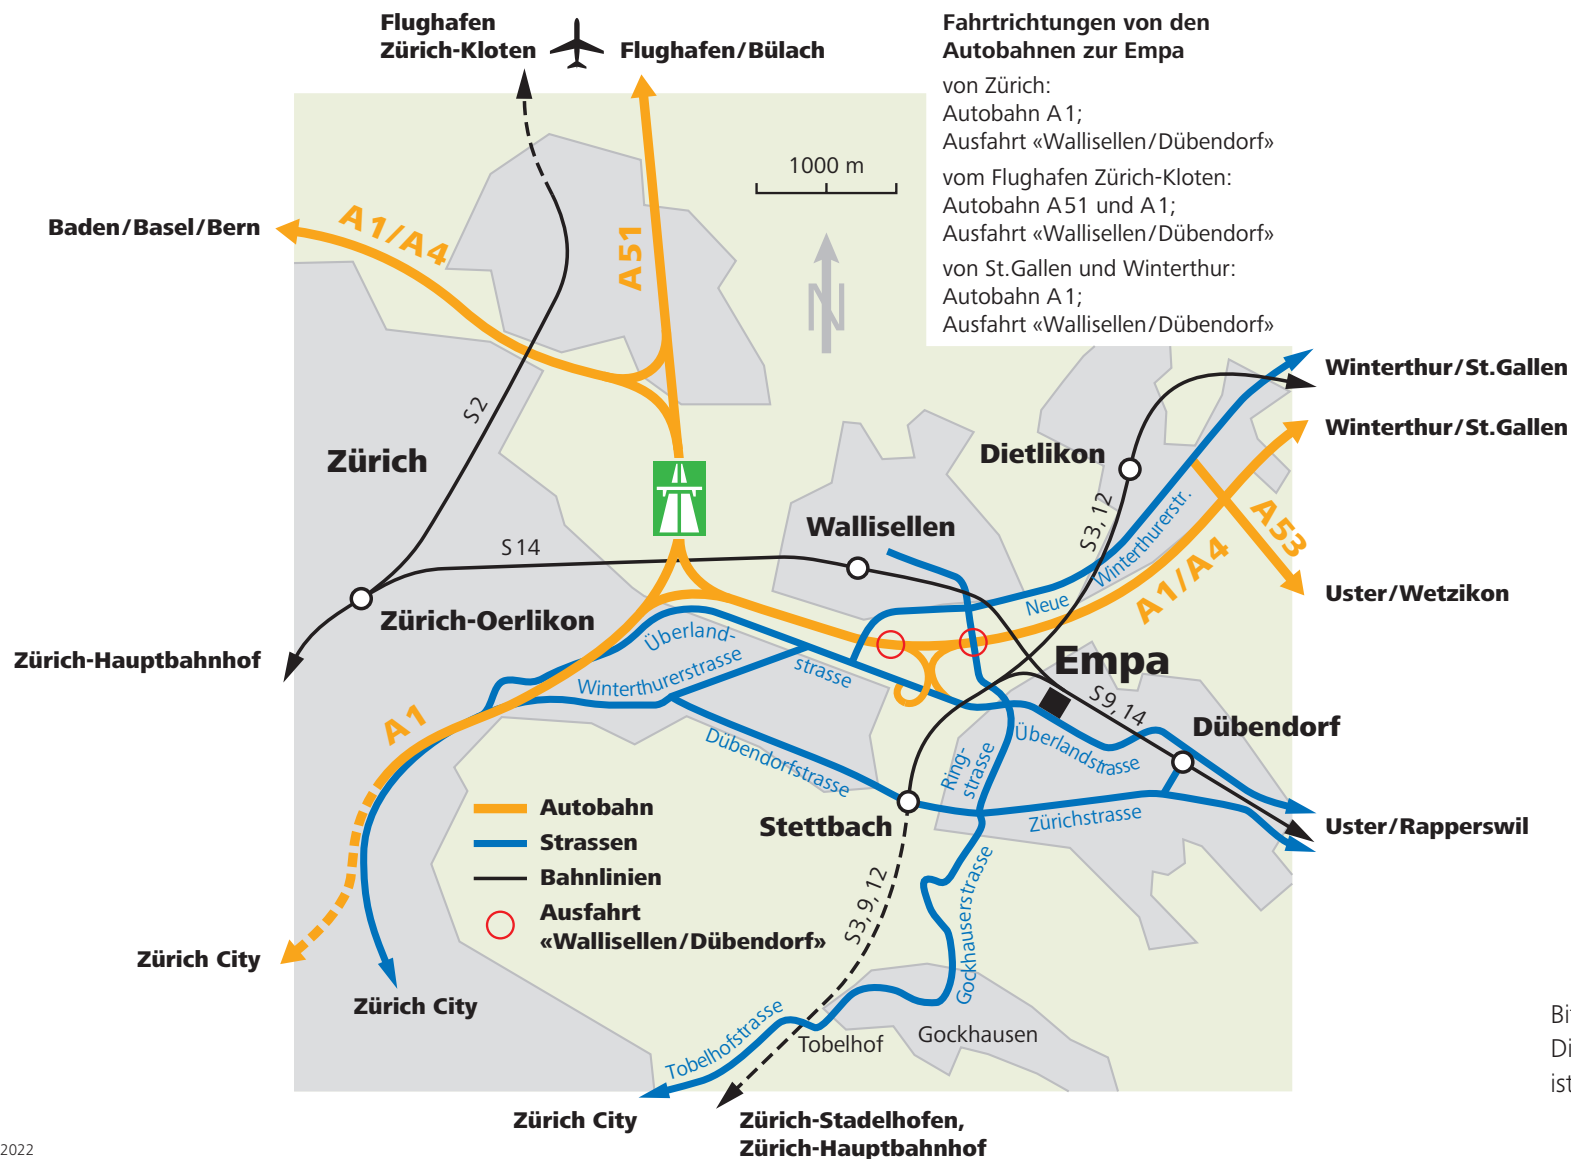 Flughafen
Zürich-Kloten
Flughafen/Bülach
Fahrtrichtungen von den
Autobahnen zur Empa
von Zürich:
Autobahn A1;
Ausfahrt «Wallisellen/Dübendorf»
vom Flughafen Zürich-Kloten:
Autobahn A51 und A1;
Ausfahrt «Wallisellen/Dübendorf»
von St.Gallen und Winterthur:
Autobahn A1;
Ausfahrt «Wallisellen/Dübendorf»
1000 m
N
Baden/Basel/Bern
A1/A4
A51
S2
Zürich
Winterthur/St.Gallen
Winterthur/St.Gallen
Dietlikon
S3, 12
Neue
Winterthurerstr.
A53
A1/A4
Uster/Wetzikon
Wallisellen
S14
Zürich-Oerlikon
Zürich-Hauptbahnhof
Überland-
strasse
Winterthurerstrasse
A1
Empa
S9, 14
Dübendorf
Überlandstrasse
Ring-
strasse
Dübendorfstrasse
Zürichstrasse
Stettbach
Uster/Rapperswil
Autobahn
Strassen
Bahnlinien
Ausfahrt
«Wallisellen/Dübendorf»
S3, 9, 12
Gockhauserstrasse
Zürich City
Zürich City
Tobelhofstrasse
Tobelhof
Gockhausen
Zürich City
Zürich-Stadelhofen,
Zürich-Hauptbahnhof
Bi
Di
ist
2022